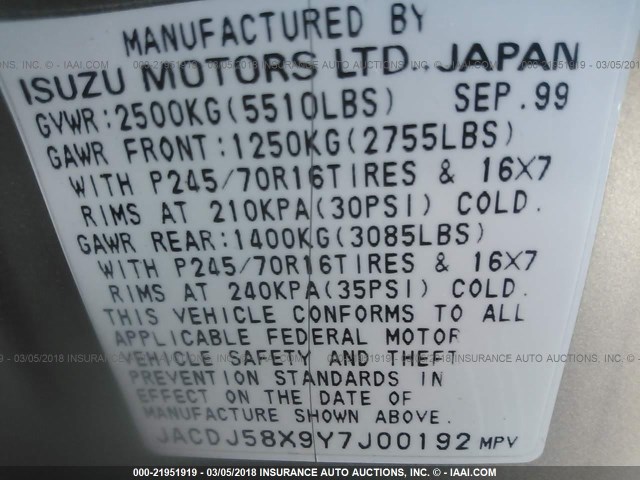 MANUFACTURED BY
ISUZU MOTORS LTD., JAPAN
GVWR:2500KG(5510LBS) SEP.99
GAWR FRONT:1250KG(2755LBS)
WITH P245/70R16TIRES & 16X7
RIMS AT 210KPA(30PSI) COLD.
GAWR REAR:1400KG(3085LBS)
WITH P245/70R16TIRES & 16X7
RIMS AT 240KPA(35PSI) COLD.
THIS VEHICLE CONFORMS TO ALL
APPLICABLE FEDERAL MOTOR
VEHICLE SAFETY AND THEFT
PREVENTION STANDARDS IN
EFFECT ON THE DATE OF
MANUFACTURE SHOWN ABOVE.
JACDJ58X9Y7J00192 MPV
000-21951919 - 03/05/2018 - INSURANCE AUTO AUCTIONS, INC. - © IAAI.COM